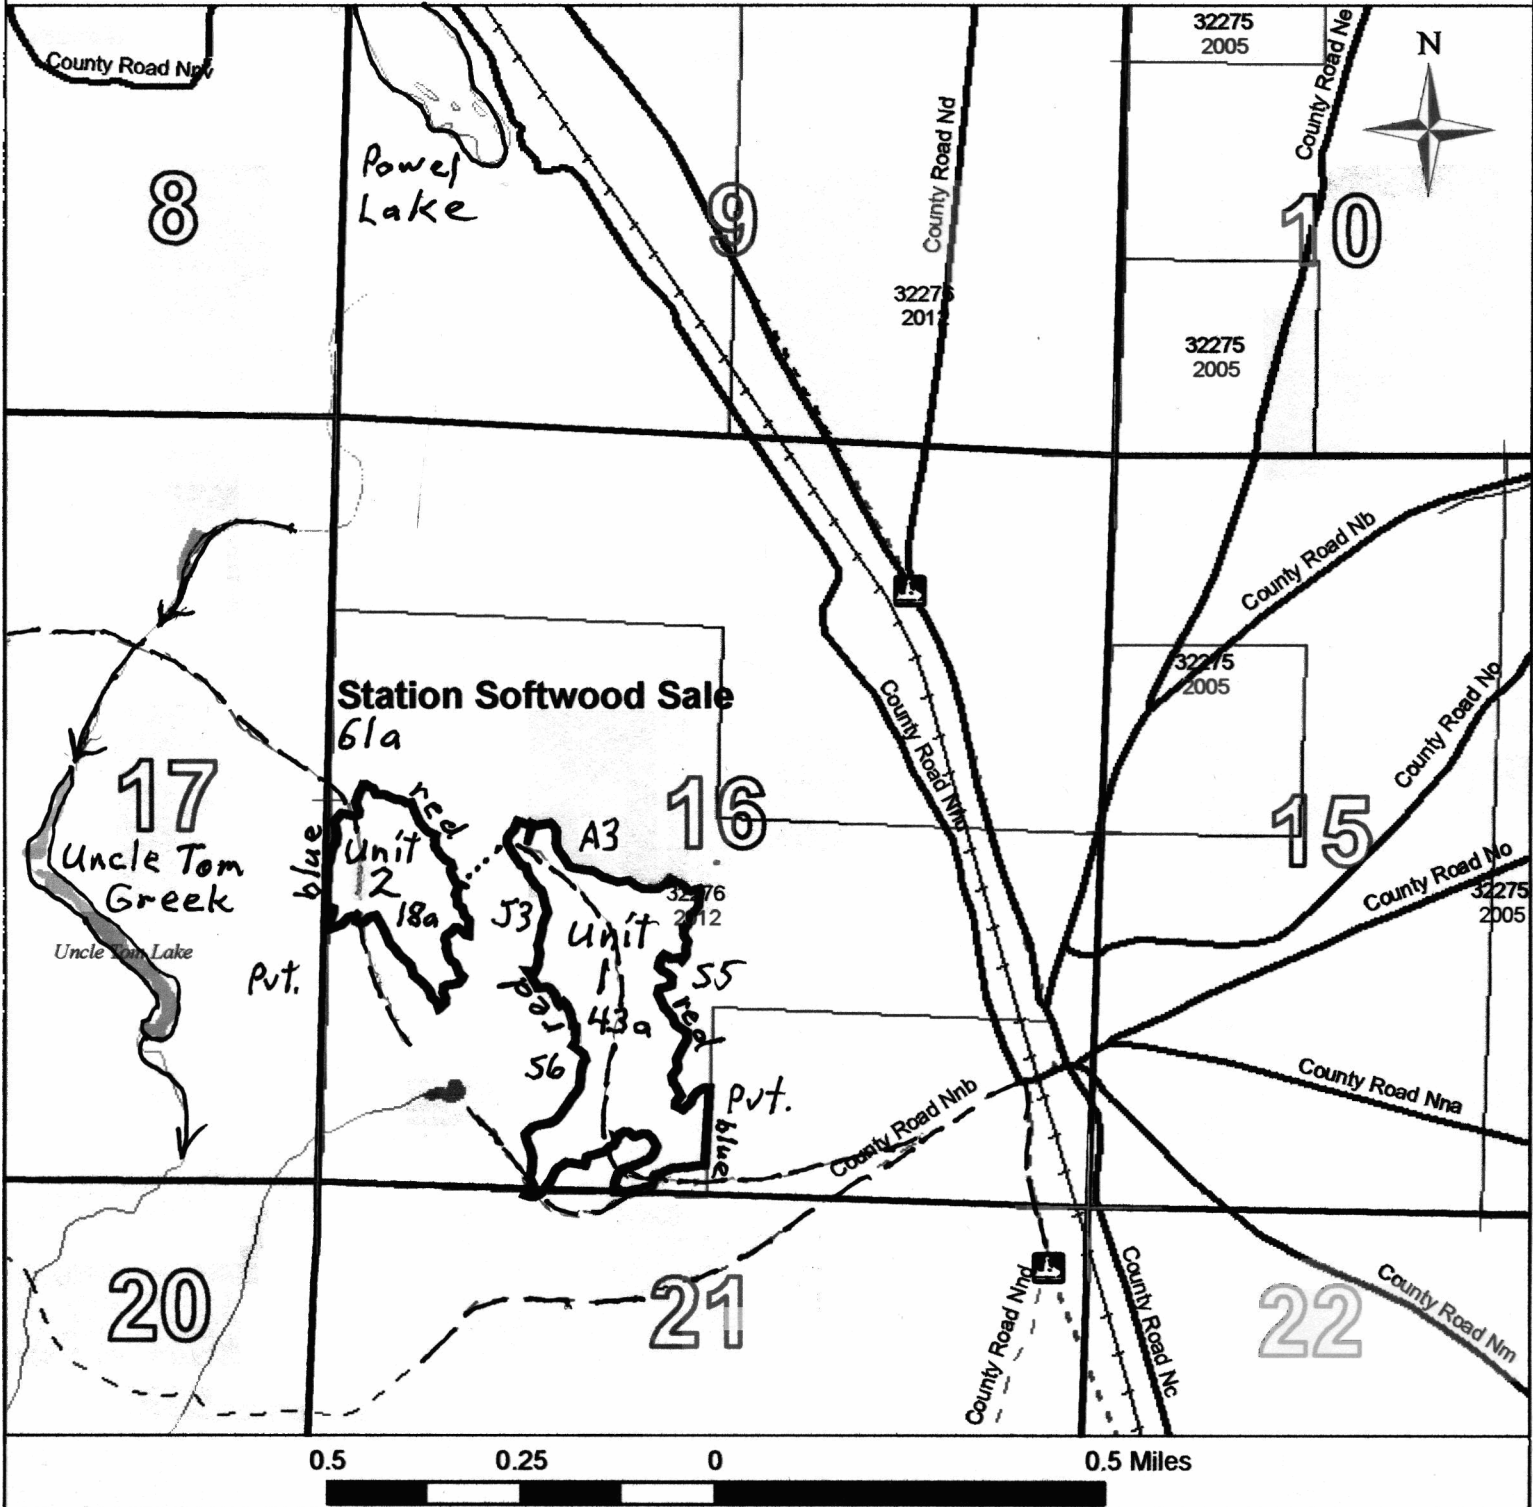 32275
2005
County Road Ne
N
County Road Npv
Power
Lake
8
9
County Road Nd
10
32276
2012
32275
2005
County Road Nb
32275
2005
County Road No
Station Softwood Sale
61a
County Road Nnb
17
16
15
red
A3
blue
Unit
2
18a
Uncle Tom
Greek
Uncle Tom Lake
Pvt.
53
Unit
1
43a
32276
2012
55
red
red
56
County Road No
32275
2005
County Road Nna
Pvt.
blue
County Road Nnb
20
21
22
County Road Nnd
County Road Nc
County Road Nm
0.5 0.25 0 0.5 Miles